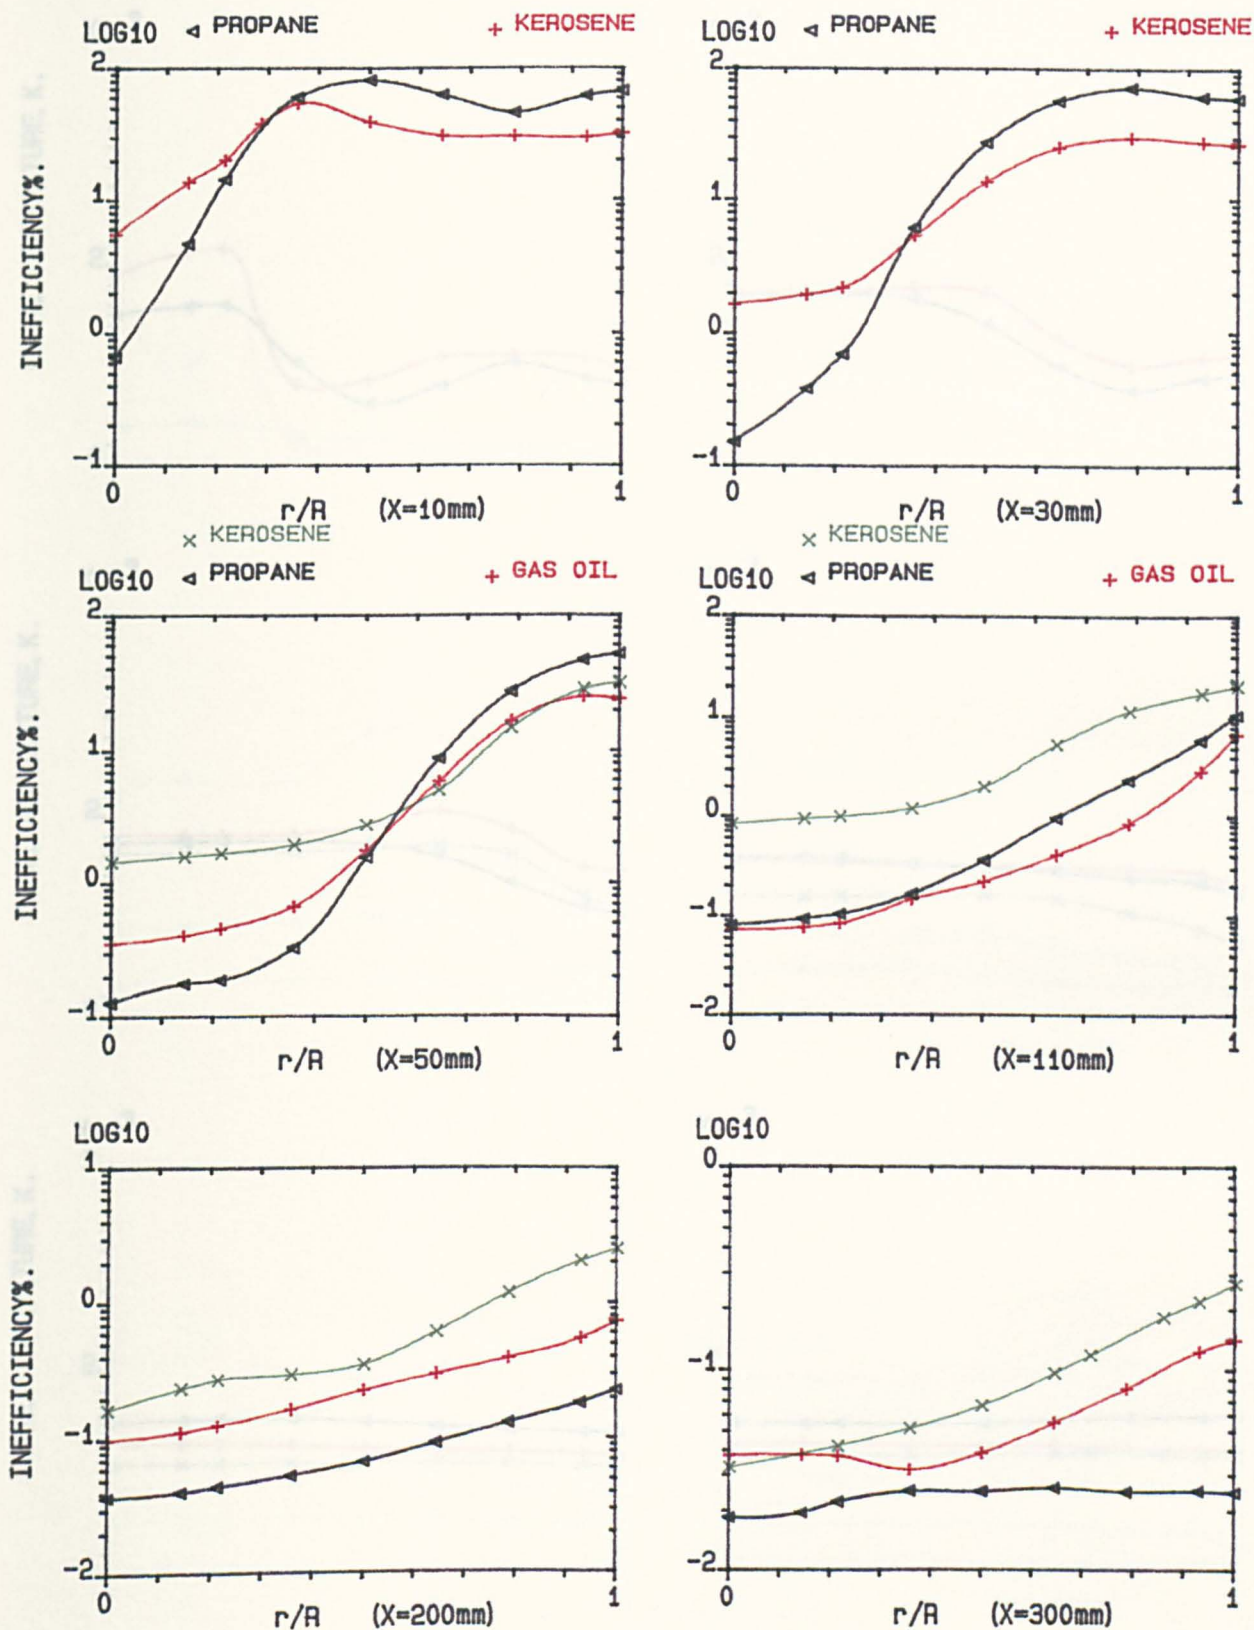 LOG10 ◁ PROPANE + KEROSENE
2
1
0
-1
INEFFICIENCY%.
0 1
r/R (X=10mm)
LOG10 ◁ PROPANE + KEROSENE
2
1
0
-1
0 1
r/R (X=30mm)
× KEROSENE
LOG10 ◁ PROPANE + GAS OIL
2
1
0
-1
INEFFICIENCY%.
0 1
r/R (X=50mm)
× KEROSENE
LOG10 ◁ PROPANE + GAS OIL
2
1
0
-1
-2
0 1
r/R (X=110mm)
LOG10
1
0
-1
-2
INEFFICIENCY%.
0 1
r/R (X=200mm)
LOG10
0
-1
-2
0 1
r/R (X=300mm)